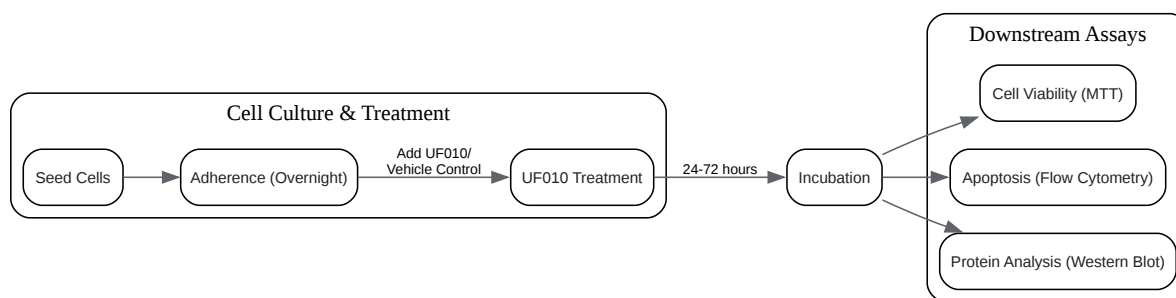 Downstream Assays
Cell Viability (MTT)
Cell Culture & Treatment
Seed Cells
Adherence (Overnight)
Add UF010/
Vehicle Control
UF010 Treatment
24-72 hours
Incubation
Apoptosis (Flow Cytometry)
Protein Analysis (Western Blot)